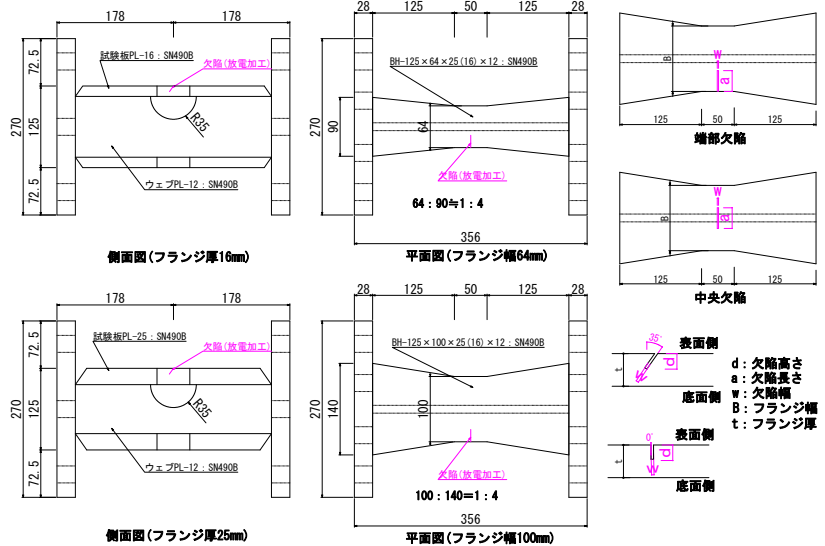 178
178
72.5
125
72.5
270
試験板PL-16：SN490B
欠陥(放電加工)
R35
ウェブPL-12：SN490B
側面図(フランジ厚16mm)
28
125
50
125
28
270
90
64
BH-125×64×25(16)×12：SN490B
欠陥(放電加工)
64：90≒1：4
356
平面図(フランジ幅64mm)
B
W
a
125
50
125
端部欠陥
B
W
a
125
50
125
中央欠陥
178
178
72.5
125
72.5
270
試験板PL-25：SN490B
欠陥(放電加工)
R35
ウェブPL-12：SN490B
側面図(フランジ厚25mm)
28
125
50
125
28
270
140
100
BH-125×100×25(16)×12：SN490B
欠陥(放電加工)
100：140＝1：4
356
平面図(フランジ幅100mm)
35°
表面側
t
d
W
底面側
0°
表面側
t
d
W
底面側
d：欠陥高さ
a：欠陥長さ
w：欠陥幅
B：フランジ幅
t：フランジ厚